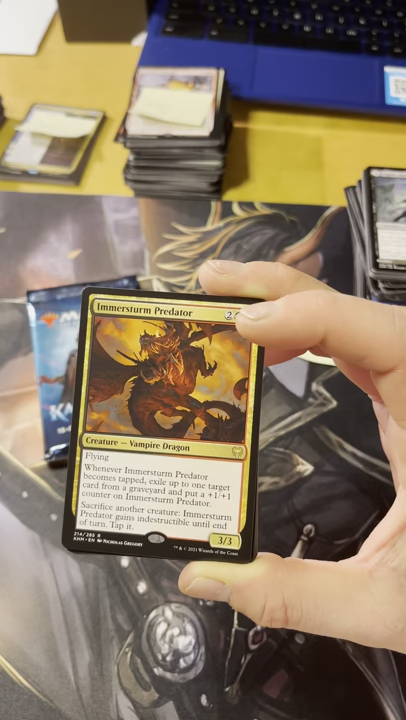 Immersturm Predator
2
Creature — Vampire Dragon
Flying
Whenever Immersturm Predator
becomes tapped, exile up to one target
card from a graveyard and put a +1/+1
counter on Immersturm Predator.
Sacrifice another creature: Immersturm
Predator gains indestructible until end
of turn. Tap it.
3/3
214/285 R
KHM • EN Nicholas Gregory
™ & © 2021 Wizards of the Coast